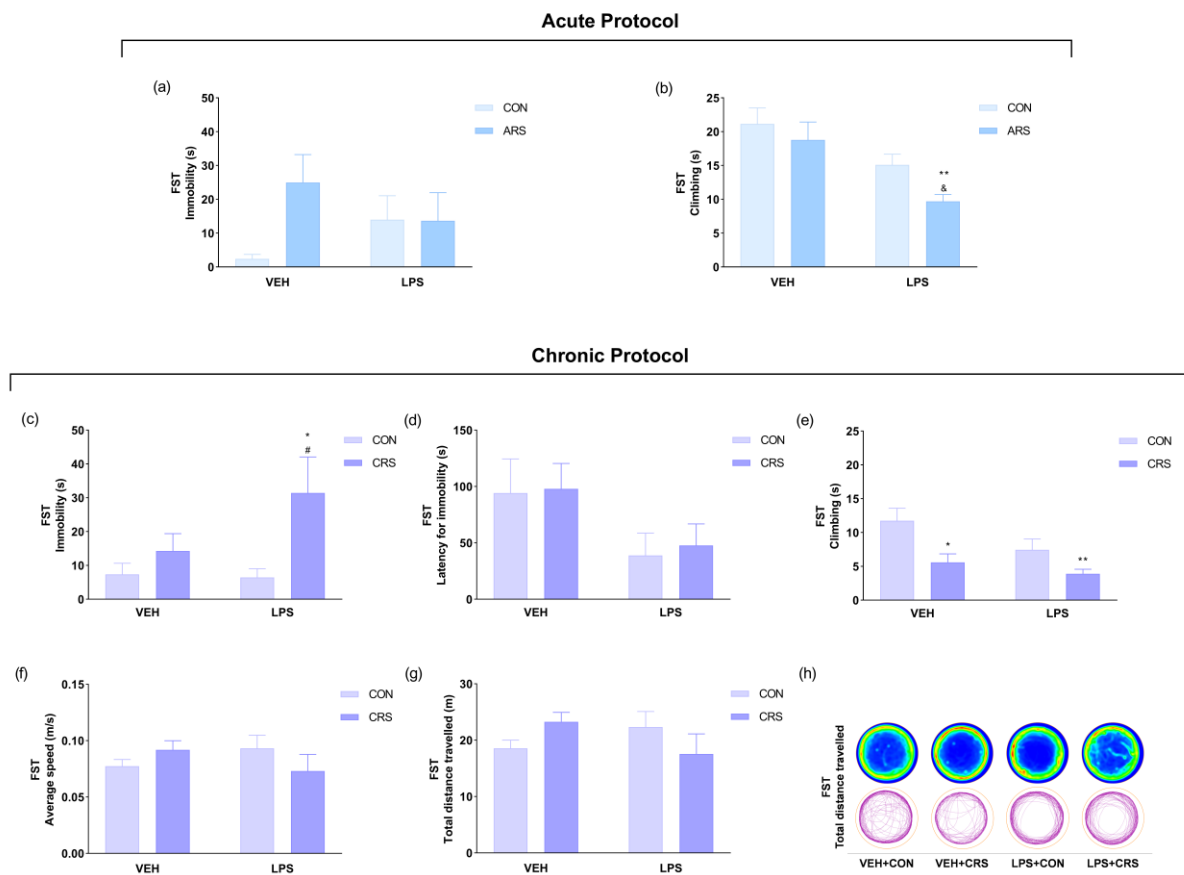 Acute Protocol
(a)
FST
Immobility (s)
50
40
30
20
10
0
VEH
LPS
CON
ARS
(b)
FST
Climbing (s)
25
20
15
10
5
0
**
&
VEH
LPS
CON
ARS
Chronic Protocol
(c)
FST
Immobility (s)
50
40
30
20
10
0
*
#
VEH
LPS
CON
CRS
(d)
FST
Latency for immobility (s)
150
100
50
0
VEH
LPS
CON
CRS
(e)
FST
Climbing (s)
25
20
15
10
5
0
*
**
VEH
LPS
CON
CRS
(f)
FST
Average speed (m/s)
0.15
0.10
0.05
0.00
VEH
LPS
CON
CRS
(g)
FST
Total distance travelled (m)
30
20
10
0
VEH
LPS
CON
CRS
(h)
FST
Total distance travelled
VEH+CON
VEH+CRS
LPS+CON
LPS+CRS